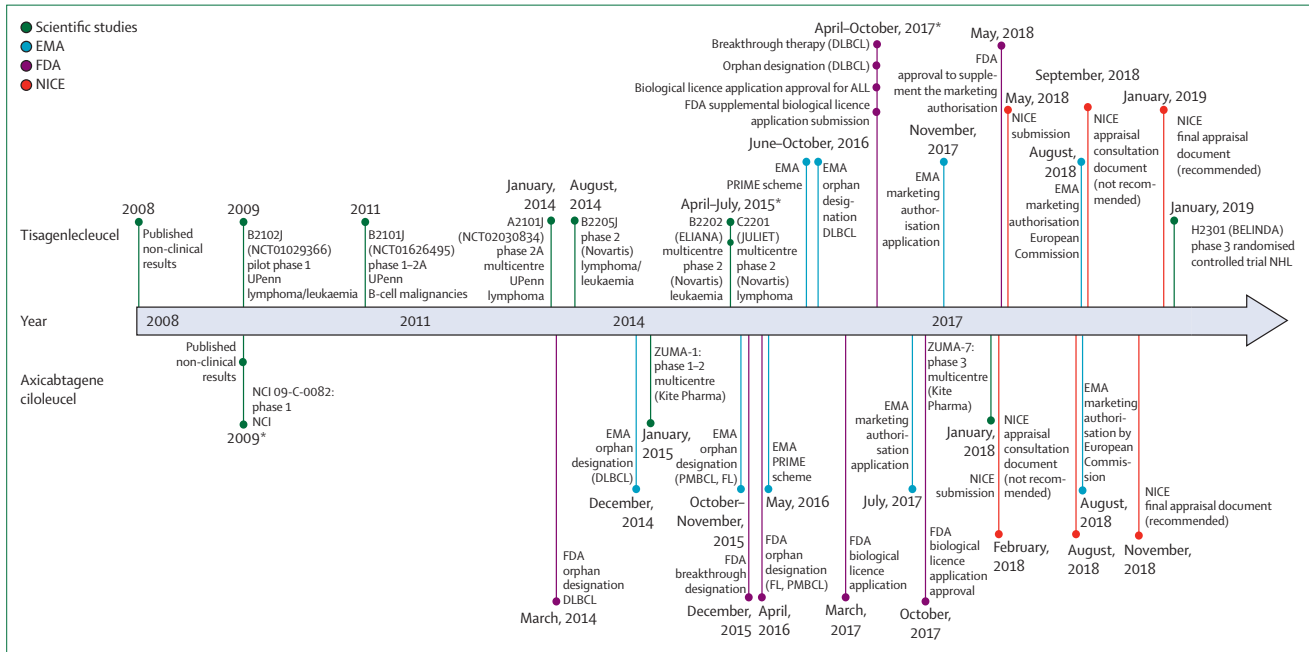 Scientific studies
EMA
FDA
NICE
April–October, 2017*
Breakthrough therapy (DLBCL)
Orphan designation (DLBCL)
Biological licence application approval for ALL
FDA supplemental biological licence
application submission
May, 2018
FDA
approval to supple-
ment the marketing
authorisation
May, 2018
NICE
submission
September, 2018
NICE
appraisal
consultation
document
(not recom-
mended)
January, 2019
NICE
final appraisal
document
(recommended)
June–October, 2016
EMA
PRIME scheme
EMA
orphan
desig-
nation
DLBCL
November,
2017
EMA
marketing
author-
isation
application
August,
2018
EMA
marketing
authorisation
European
Commission
January, 2019
H2301 (BELINDA)
phase 3 randomised
controlled trial NHL
Tisagenlecleucel
2008
Published
non-clinical
results
2009
B2102J
(NCT01029366)
pilot phase 1
UPenn
lymphoma/leukaemia
2011
B2101J
(NCT01626495)
phase 1–2A
UPenn
B-cell malignancies
January,
2014
A2101J
(NCT02030834)
phase 2A
multicentre
UPenn
lymphoma
August,
2014
B2205J
phase 2
(Novartis)
lymphoma/
leukaemia
April–July, 2015*
B2202
(ELIANA)
multicentre
phase 2
(Novartis)
leukaemia
C2201
(JULIET)
multicentre
phase 2
(Novartis)
lymphoma
Year
2008
2011
2014
2017
Axicabtagene
ciloleucel
Published
non-clinical
results
NCI 09-C-0082:
phase 1
NCI
2009*
FDA
orphan
designation
DLBCL
March, 2014
EMA
orphan
designation
(DLBCL)
December,
2014
ZUMA-1:
phase 1–2
multicentre
(Kite Pharma)
January,
2015
EMA
orphan
designation
(PMBCL, FL)
October–
November,
2015
FDA
breakthrough
designation
December,
2015
FDA
orphan
designation
(FL, PMBCL)
April,
2016
EMA
PRIME
scheme
May, 2016
FDA
biological
licence
application
March,
2017
EMA
marketing
authori-
sation
application
July, 2017
FDA
biological
licence
application
approval
October,
2017
ZUMA-7:
phase 3
multicentre
(Kite
Pharma)
January,
2018
NICE
submission
February,
2018
NICE
appraisal
consultation
document
(not recom-
mended)
August,
2018
EMA
marketing
authori-
sation by
European
Commis-
sion
August,
2018
NICE
final appraisal document
(recommended)
November,
2018